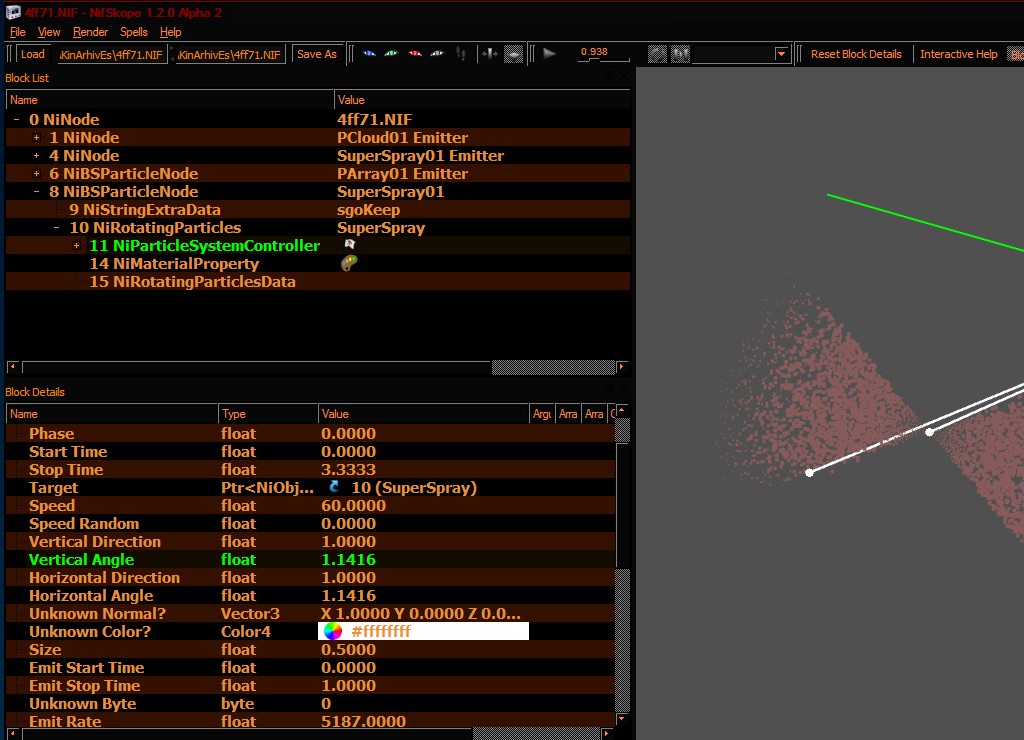 4ff71.NIF - NifSkope 1.2.0 Alpha 2
File View Render Spells Help
Load .KinArhivEs\4ff71.NIF .KinArhivEs\4ff71.NIF Save As 0.938 Reset Block Details Interactive Help
Block List
Name Value
0 NiNode 4ff71.NIF
1 NiNode PCloud01 Emitter
4 NiNode SuperSpray01 Emitter
6 NiBSParticleNode PArray01 Emitter
8 NiBSParticleNode SuperSpray01
9 NiStringExtraData sgoKeep
10 NiRotatingParticles SuperSpray
11 NiParticleSystemController
14 NiMaterialProperty
15 NiRotatingParticlesData
Block Details
Name Type Value Argu Arra Arra
Phase float 0.0000
Start Time float 0.0000
Stop Time float 3.3333
Target Ptr<NiObj... 10 (SuperSpray)
Speed float 60.0000
Speed Random float 0.0000
Vertical Direction float 1.0000
Vertical Angle float 1.1416
Horizontal Direction float 1.0000
Horizontal Angle float 1.1416
Unknown Normal? Vector3 X 1.0000 Y 0.0000 Z 0.0...
Unknown Color? Color4 #ffffffff
Size float 0.5000
Emit Start Time float 0.0000
Emit Stop Time float 1.0000
Unknown Byte byte 0
Emit Rate float 5187.0000